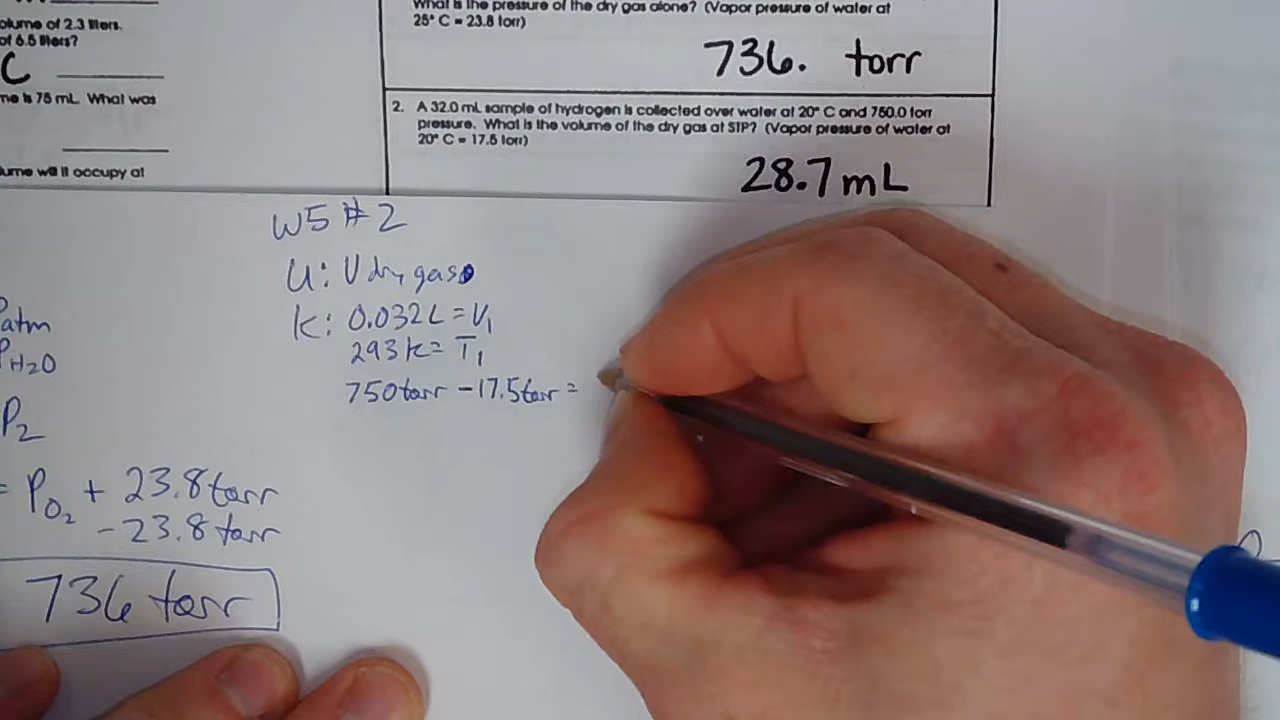 olume of 2.3 liters.
of 6.5 liters?
C
me is 75 mL. What was
ume will it occupy at
What is the pressure of the dry gas alone? (Vapor pressure of water at
25° C = 23.8 torr)
736. torr
2. A 32.0 mL sample of hydrogen is collected over water at 20° C and 750.0 torr
pressure. What is the volume of the dry gas at STP? (Vapor pressure of water at
20° C = 17.5 torr)
28.7 mL
W5 #2
U: V dry gas
K: 0.032L = V₁
293 K = T₁
750 torr - 17.5 torr =
Patm
PH₂O
P₂
= PO₂ + 23.8 torr
- 23.8 torr
736 torr